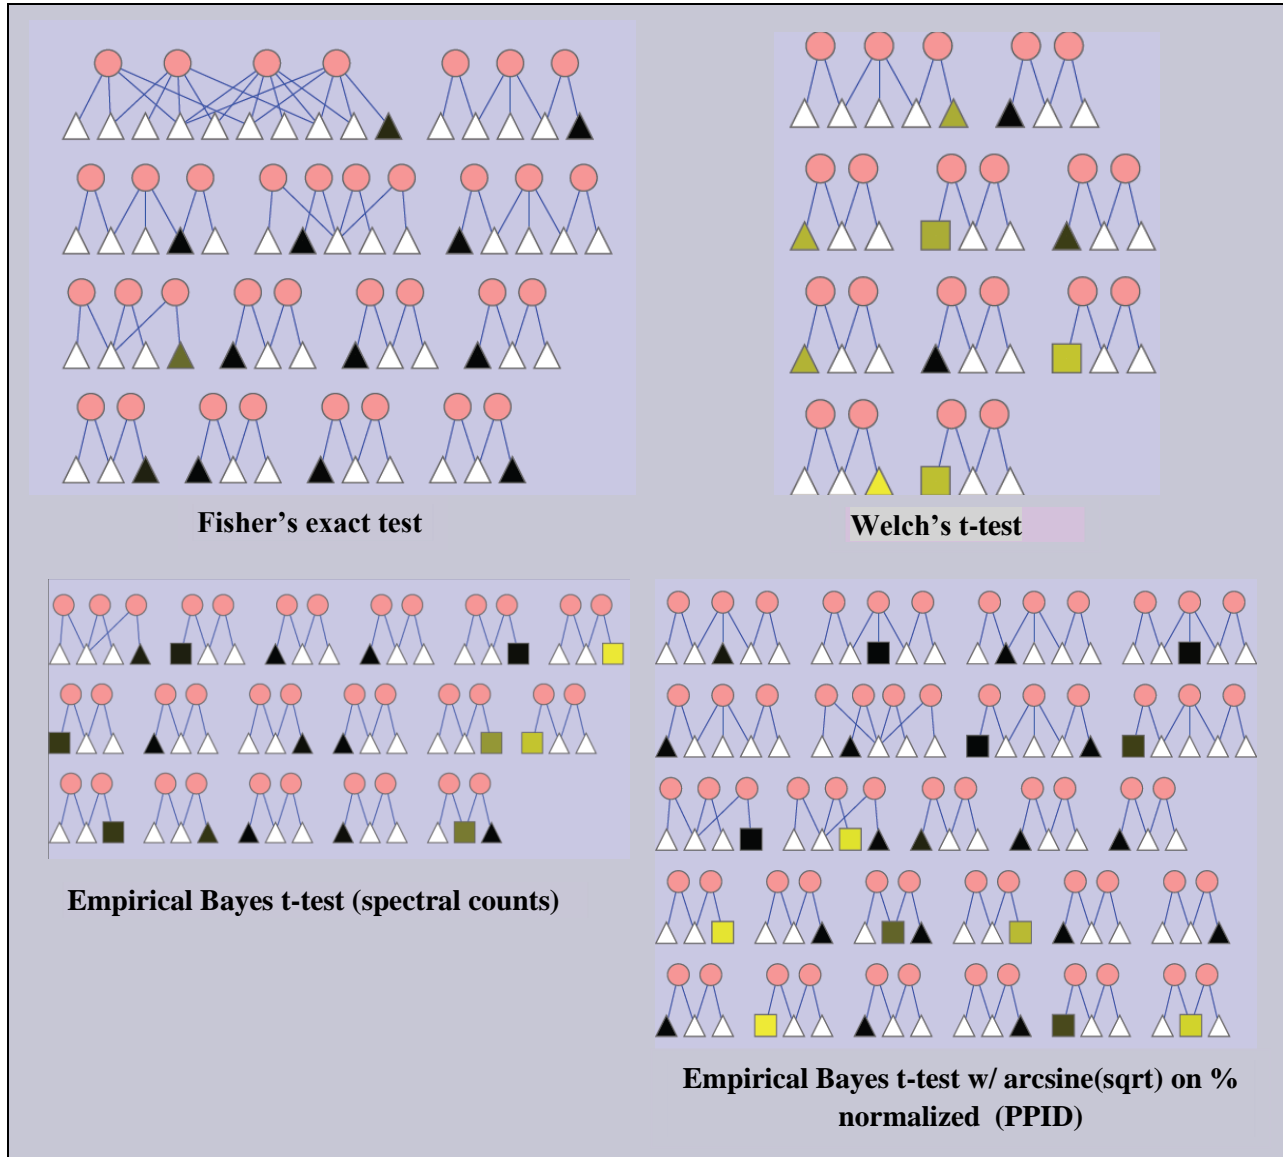 Fisher’s exact test
Welch’s t-test
Empirical Bayes t-test (spectral counts)
Empirical Bayes t-test w/ arcsine(sqrt) on %
normalized (PPID)